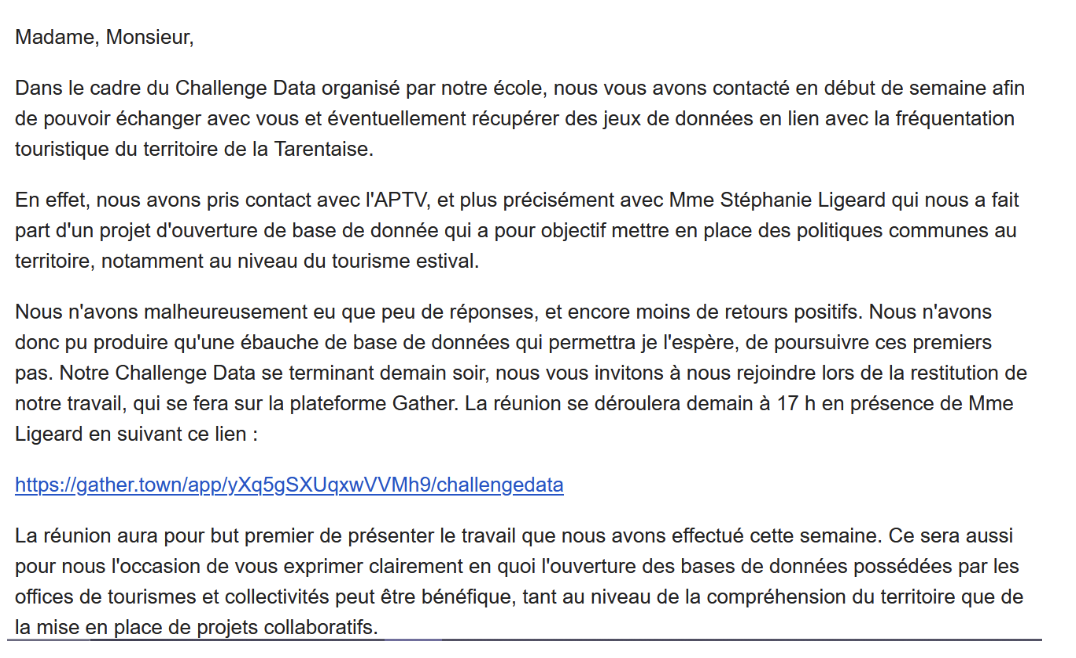 Madame, Monsieur,
Dans le cadre du Challenge Data organisé par notre école, nous vous avons contacté en début de semaine afin
de pouvoir échanger avec vous et éventuellement récupérer des jeux de données en lien avec la fréquentation
touristique du territoire de la Tarentaise.
En effet, nous avons pris contact avec l'APTV, et plus précisément avec Mme Stéphanie Ligeard qui nous a fait
part d'un projet d'ouverture de base de donnée qui a pour objectif mettre en place des politiques communes au
territoire, notamment au niveau du tourisme estival.
Nous n'avons malheureusement eu que peu de réponses, et encore moins de retours positifs. Nous n'avons
donc pu produire qu'une ébauche de base de données qui permettra je l'espère, de poursuivre ces premiers
pas. Notre Challenge Data se terminant demain soir, nous vous invitons à nous rejoindre lors de la restitution de
notre travail, qui se fera sur la plateforme Gather. La réunion se déroulera demain à 17 h en présence de Mme
Ligeard en suivant ce lien :
https://gather.town/app/yXq5gSXUqxwVVMh9/challengedata
La réunion aura pour but premier de présenter le travail que nous avons effectué cette semaine. Ce sera aussi
pour nous l'occasion de vous exprimer clairement en quoi l'ouverture des bases de données possédées par les
offices de tourismes et collectivités peut être bénéfique, tant au niveau de la compréhension du territoire que de
la mise en place de projets collaboratifs.